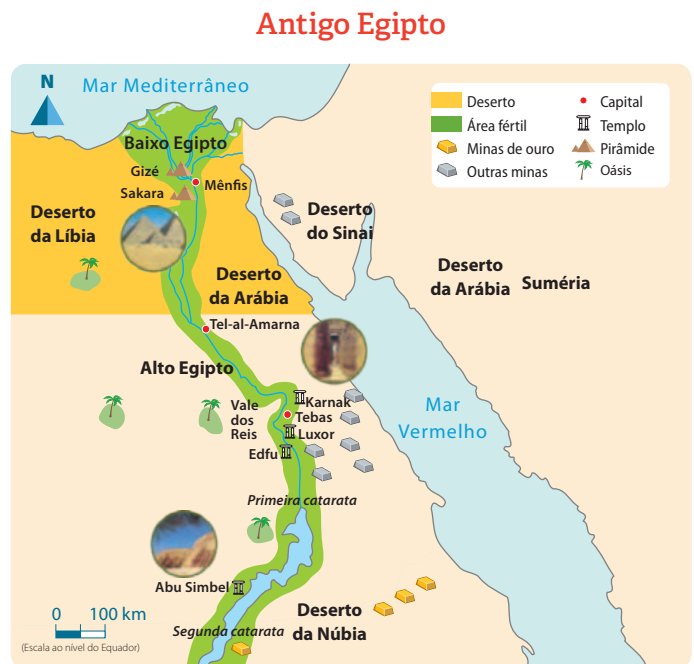 Antigo Egipto
N
Mar Mediterrâneo
Deserto
Área fértil
Minas de ouro
Outras minas
Capital
Templo
Pirâmide
Oásis
Baixo Egipto
Gizé
Mênfis
Sakara
Deserto
da Líbia
Deserto
do Sinai
Deserto
da Arábia
Deserto
da Arábia
Suméria
Tel-al-Amarna
Alto Egipto
Karnak
Vale
dos
Reis
Tebas
Luxor
Edfu
Mar
Vermelho
Primeira catarata
Abu Simbel
Deserto
da Núbia
Segunda catarata
0 100 km
(Escala ao nível do Equador)